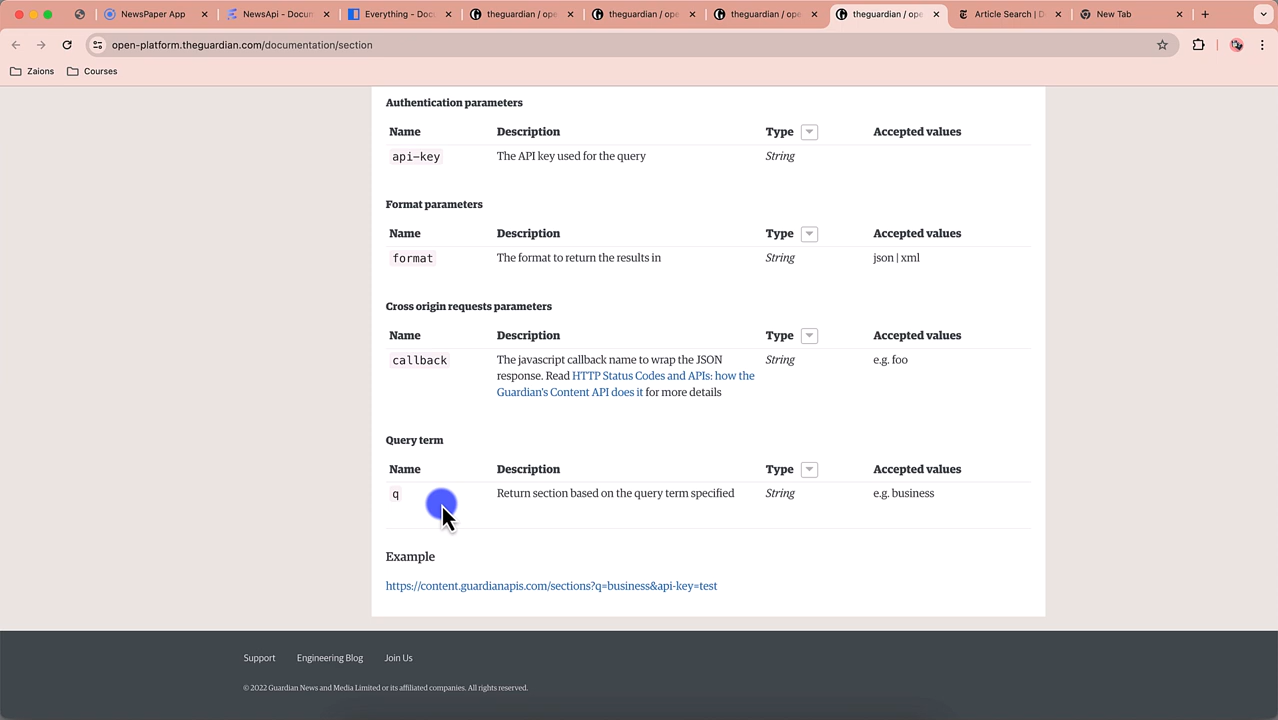 NewsPaper App
NewsApi - Docun
Everything - Doc
theguardian / ope
theguardian / ope
theguardian / ope
theguardian / ope
Article Search | D
New Tab
open-platform.theguardian.com/documentation/section
Zaions
Courses
Authentication parameters
Name Description Type Accepted values
api-key The API key used for the query String
Format parameters
Name Description Type Accepted values
format The format to return the results in String json | xml
Cross origin requests parameters
Name Description Type Accepted values
callback The javascript callback name to wrap the JSON String e.g. foo
response. Read HTTP Status Codes and APIs: how the
Guardian's Content API does it for more details
Query term
Name Description Type Accepted values
q Return section based on the query term specified String e.g. business
Example
https://content.guardianapis.com/sections?q=business&api-key=test
Support Engineering Blog Join Us
© 2022 Guardian News and Media Limited or its affiliated companies. All rights reserved.